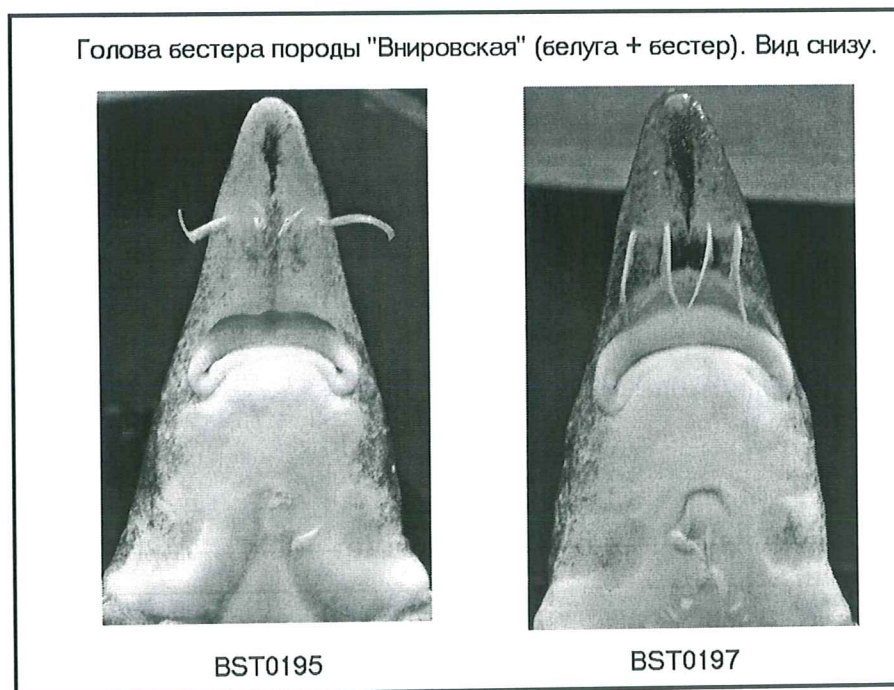 Голова бестера породы "Внировская" (белуга + бестер). Вид снизу.
BST0195
BST0197